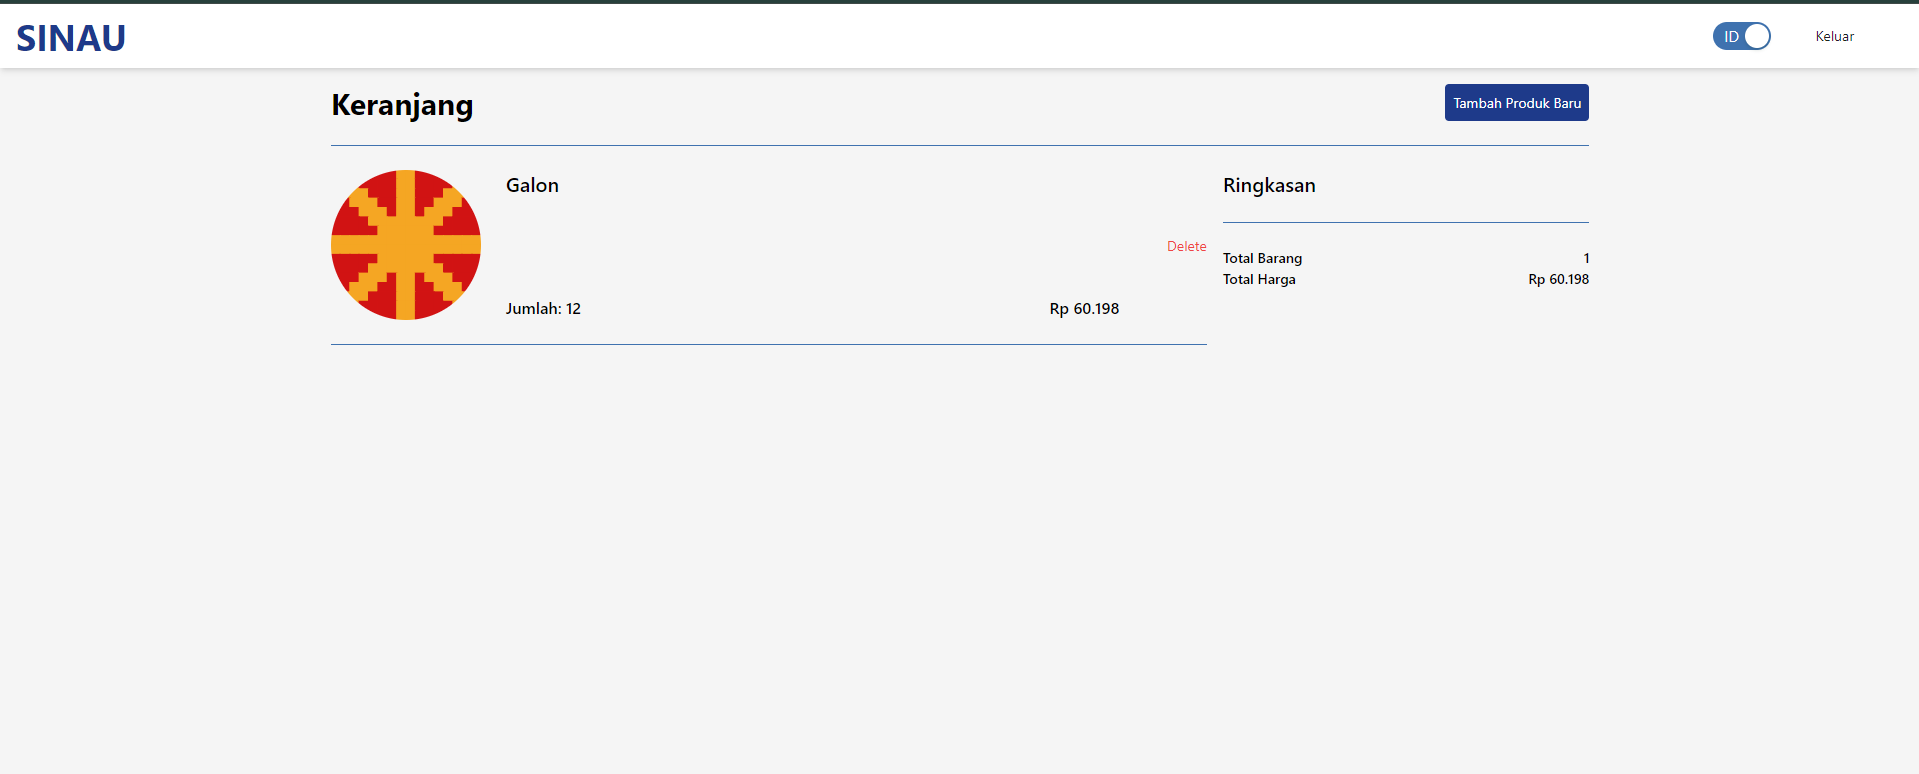 SINAU
ID
Keluar
Keranjang
Tambah Produk Baru
Galon
Delete
Jumlah: 12
Rp 60.198
Ringkasan
Total Barang 1
Total Harga Rp 60.198